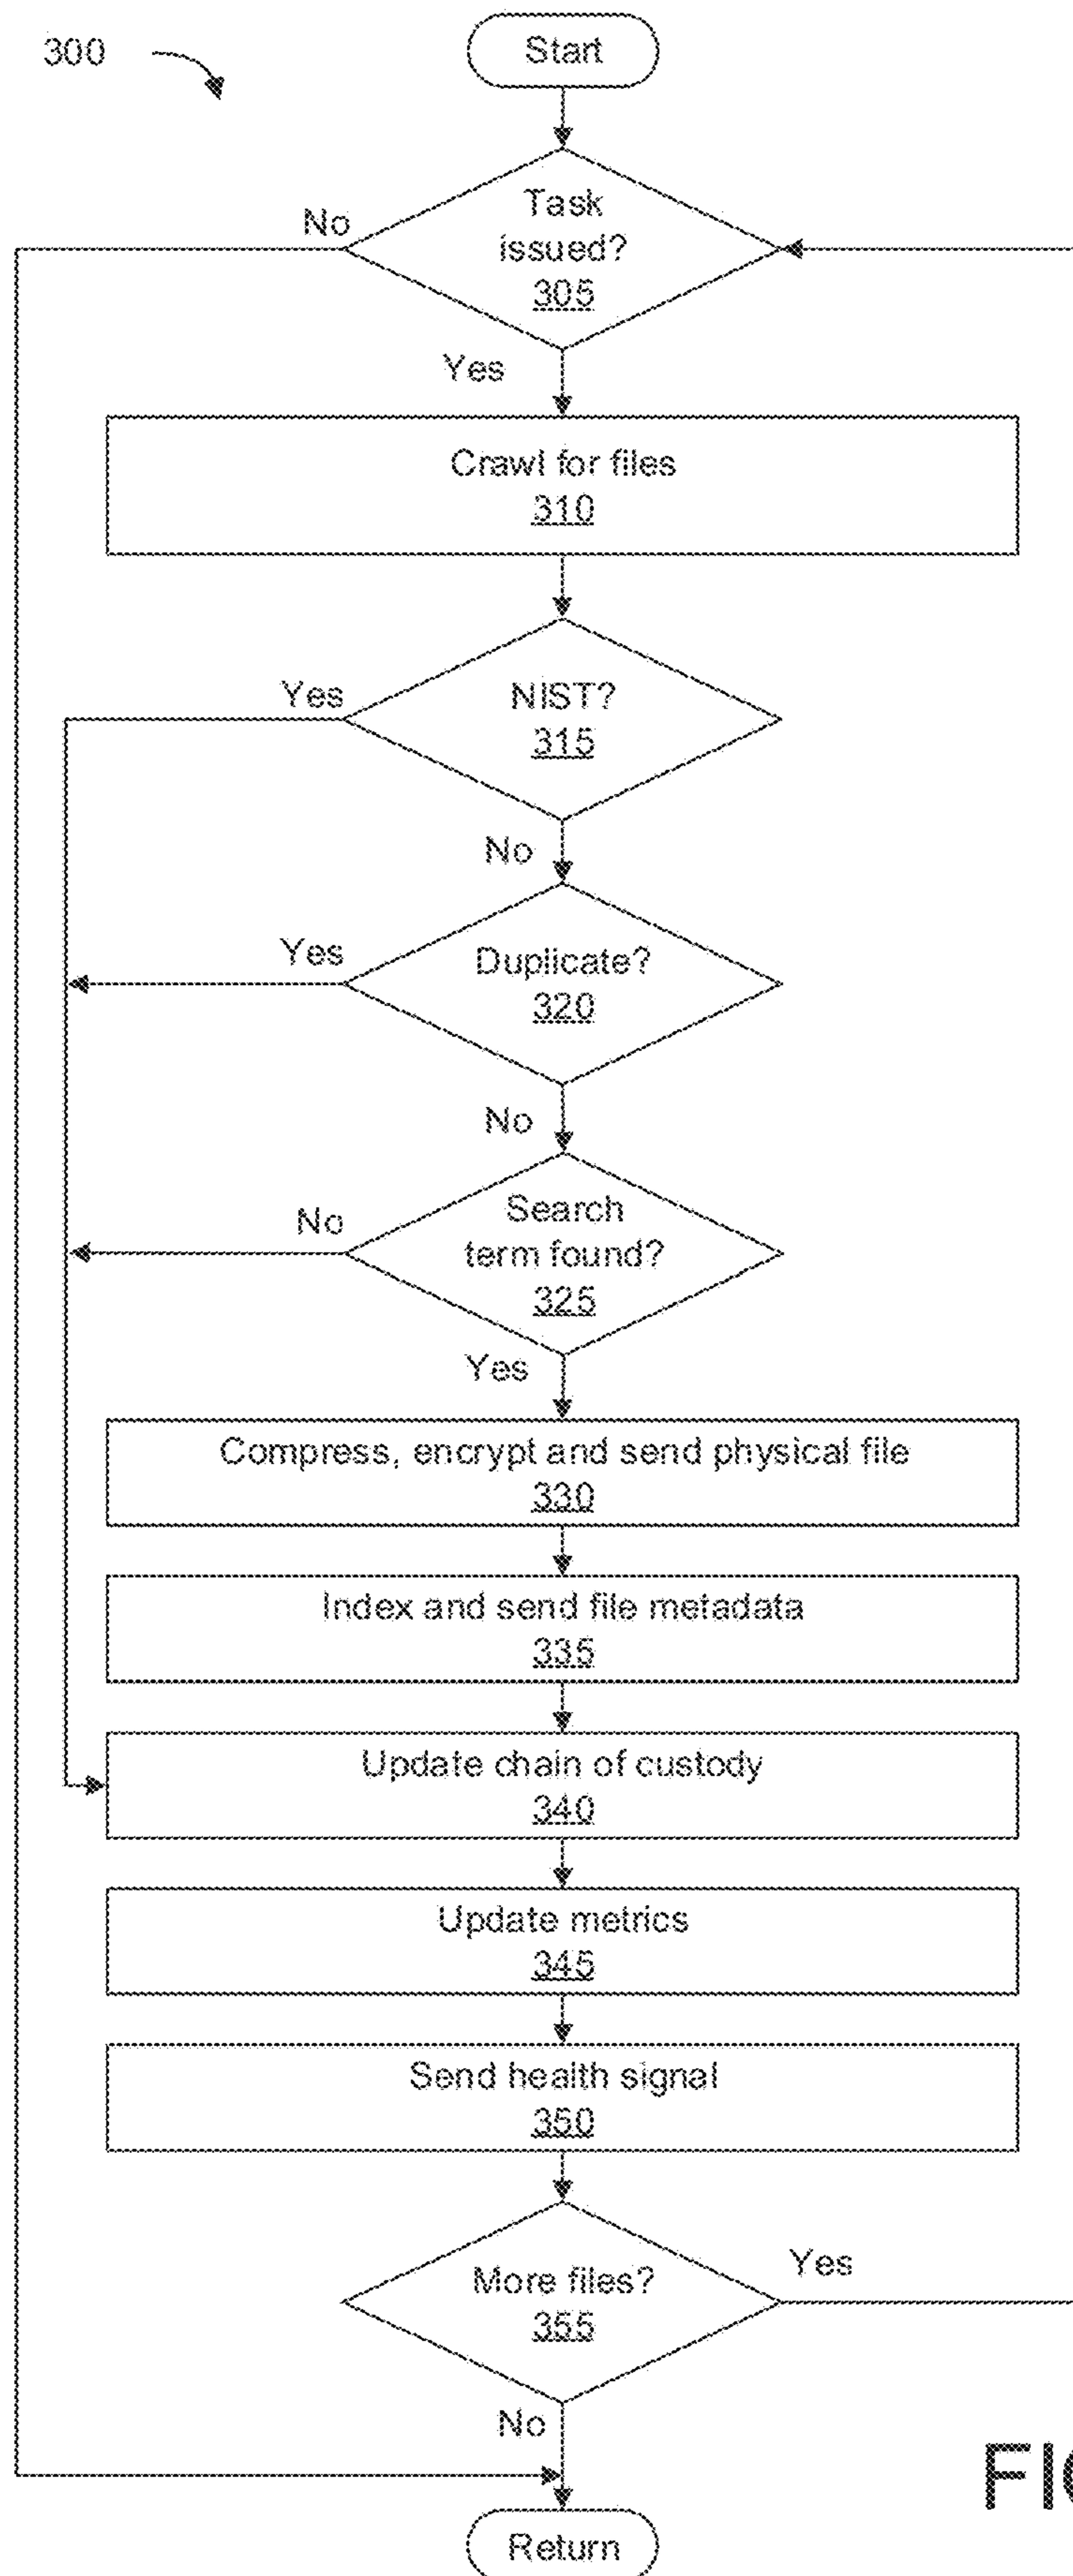 300
Start
Task
issued?
305
No
Yes
Crawl for files
310
NIST?
315
Yes
No
Duplicate?
320
Yes
No
Search
term found?
325
No
Yes
Compress, encrypt and send physical file
330
Index and send file metadata
335
Update chain of custody
340
Update metrics
345
Send health signal
350
More files?
355
Yes
No
Return